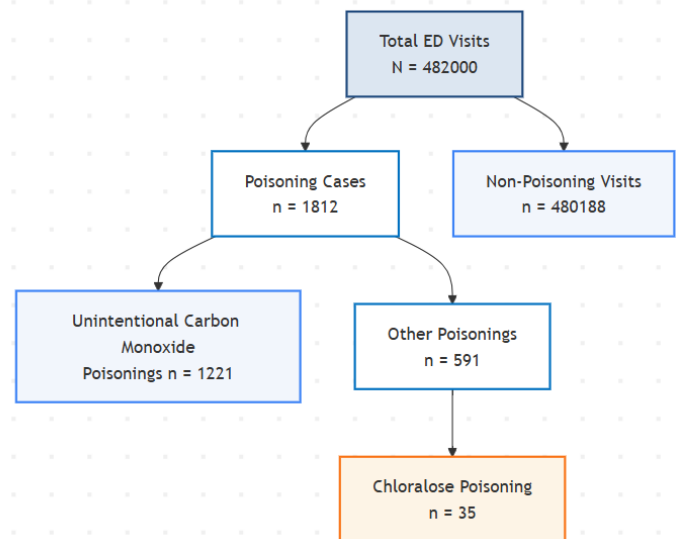 Total ED Visits
N = 482000
Poisoning Cases
n = 1812
Non-Poisoning Visits
n = 480188
Unintentional Carbon
Monoxide
Poisonings n = 1221
Other Poisonings
n = 591
Chloralose Poisoning
n = 35